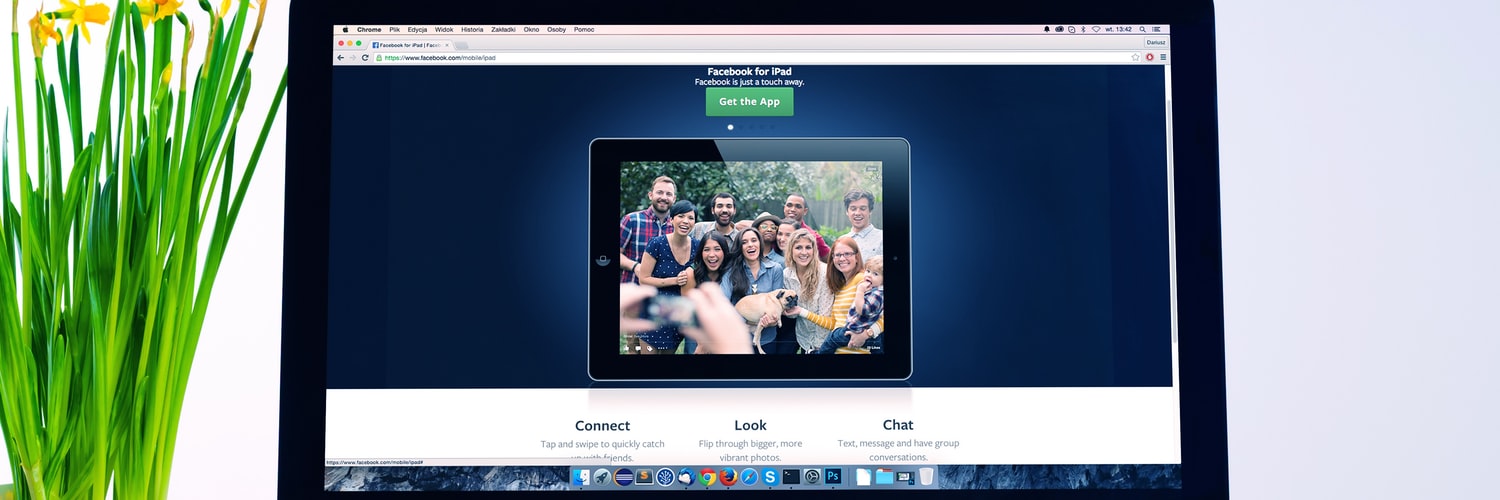 Chrome Plik Edycja Widok Historia Zakładki Okno Osoby Pomoc wt. 13:42
Facebook for iPad | Faceb
Dariusz
https://www.facebook.com/mobile/ipad
Facebook for iPad
Facebook is just a touch away.
Get the App
Connect Look Chat
Tap and swipe to quickly catch Flip through bigger, more Text, message and have group
up with friends. vibrant photos. conversations.
https://www.facebook.com/mobile/ipad#
Ps